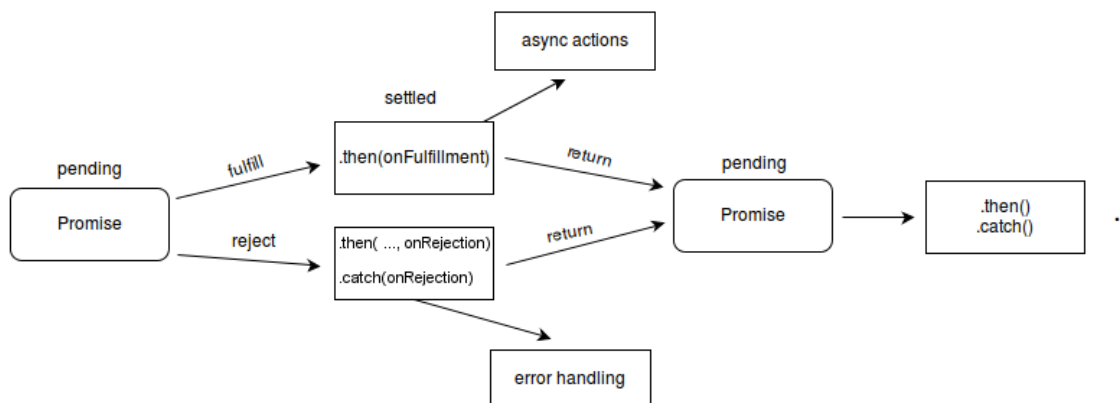 async actions
settled
.then(onFulfillment)
fulfill
return
pending
Promise
pending
Promise
.then()
.catch()
.
reject
.then( ..., onRejection)
.catch(onRejection)
return
error handling